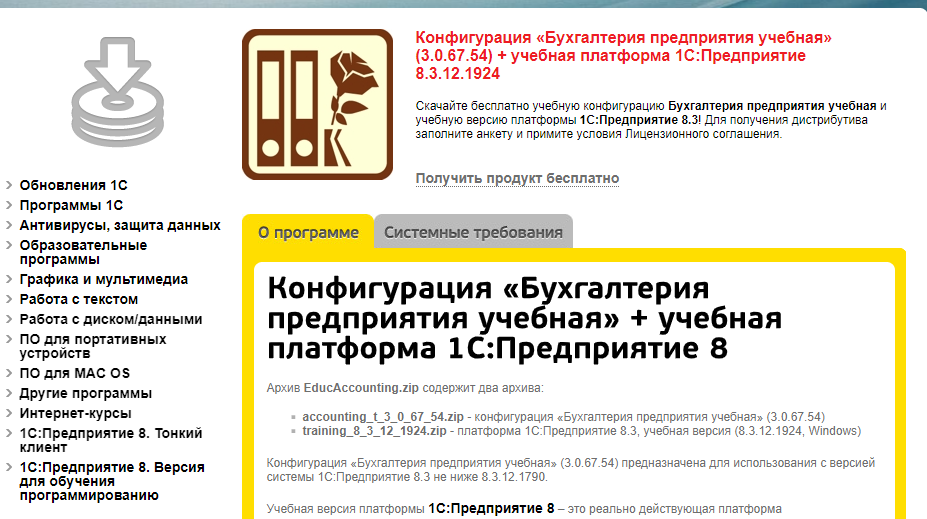 Конфигурация «Бухгалтерия предприятия учебная»
(3.0.67.54) + учебная платформа 1С:Предприятие
8.3.12.1924
Скачайте бесплатно учебную конфигурацию Бухгалтерия предприятия учебная и
учебную версию платформы 1С:Предприятие 8.3! Для получения дистрибутива
заполните анкету и примите условия Лицензионного соглашения.
Получить продукт бесплатно
Обновления 1С
Программы 1С
Антивирусы, защита данных
Образовательные
программы
Графика и мультимедиа
Работа с текстом
Работа с диском/данными
ПО для портативных
устройств
ПО для MAC OS
Другие программы
Интернет-курсы
1С:Предприятие 8. Тонкий
клиент
1С:Предприятие 8. Версия
для обучения
программированию
О программе
Системные требования
Конфигурация «Бухгалтерия
предприятия учебная» + учебная
платформа 1С:Предприятие 8
Архив EducAccounting.zip содержит два архива:
accounting_t_3_0_67_54.zip - конфигурация «Бухгалтерия предприятия учебная» (3.0.67.54)
training_8_3_12_1924.zip - платформа 1С:Предприятие 8.3, учебная версия (8.3.12.1924, Windows)
Конфигурация «Бухгалтерия предприятия учебная» (3.0.67.54) предназначена для использования с версией
системы 1С:Предприятие 8.3 не ниже 8.3.12.1790.
Учебная версия платформы 1С:Предприятие 8 – это реально действующая платформа